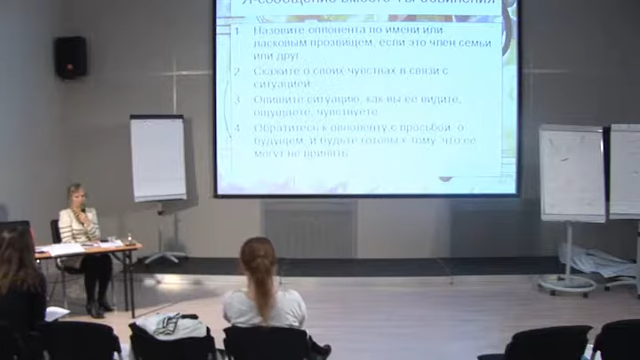 Я-сообщение вместо Ты-обвинения
1 Назовите оппонента по имени или
ласковым прозвищем, если это член семьи
или друг.
2 Скажите о своих чувствах в связи с
ситуацией.
3 Опишите ситуацию, как вы её видите,
ощущаете, чувствуете.
4 Обратитесь к оппоненту с просьбой о
будущем, и будьте готовы к тому, что её
могут не принять.